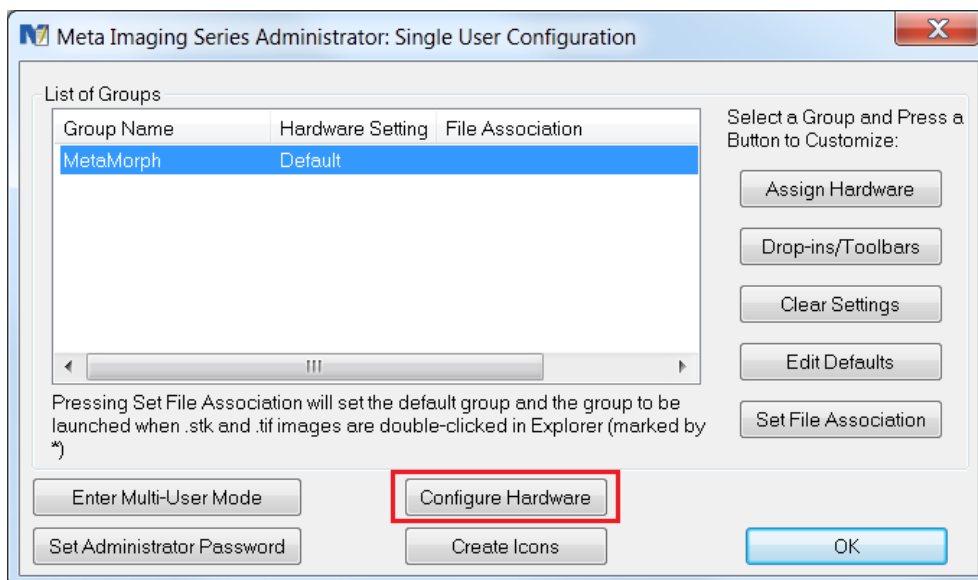 Meta Imaging Series Administrator: Single User Configuration
List of Groups
Group Name Hardware Setting File Association
MetaMorph Default
Select a Group and Press a
Button to Customize:
Assign Hardware
Drop-ins/Toolbars
Clear Settings
Edit Defaults
Set File Association
Pressing Set File Association will set the default group and the group to be
launched when .stk and .tif images are double-clicked in Explorer (marked by
*)
Enter Multi-User Mode
Configure Hardware
Set Administrator Password
Create Icons
OK